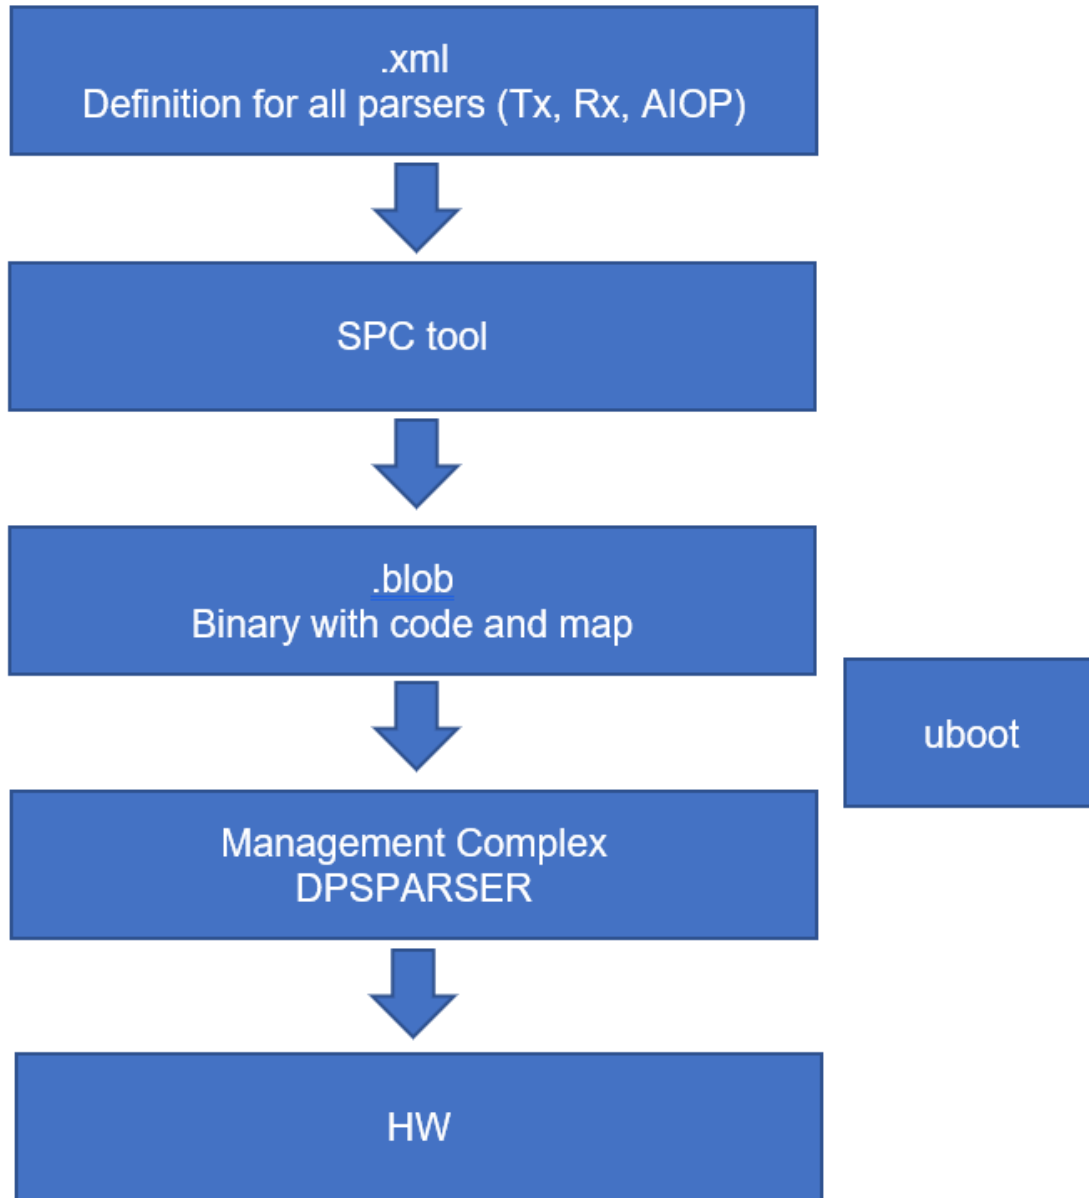 .xml
Definition for all parsers (Tx, Rx, AIOP)
SPC tool
.blob
Binary with code and map
uboot
Management Complex
DPSPARSER
HW